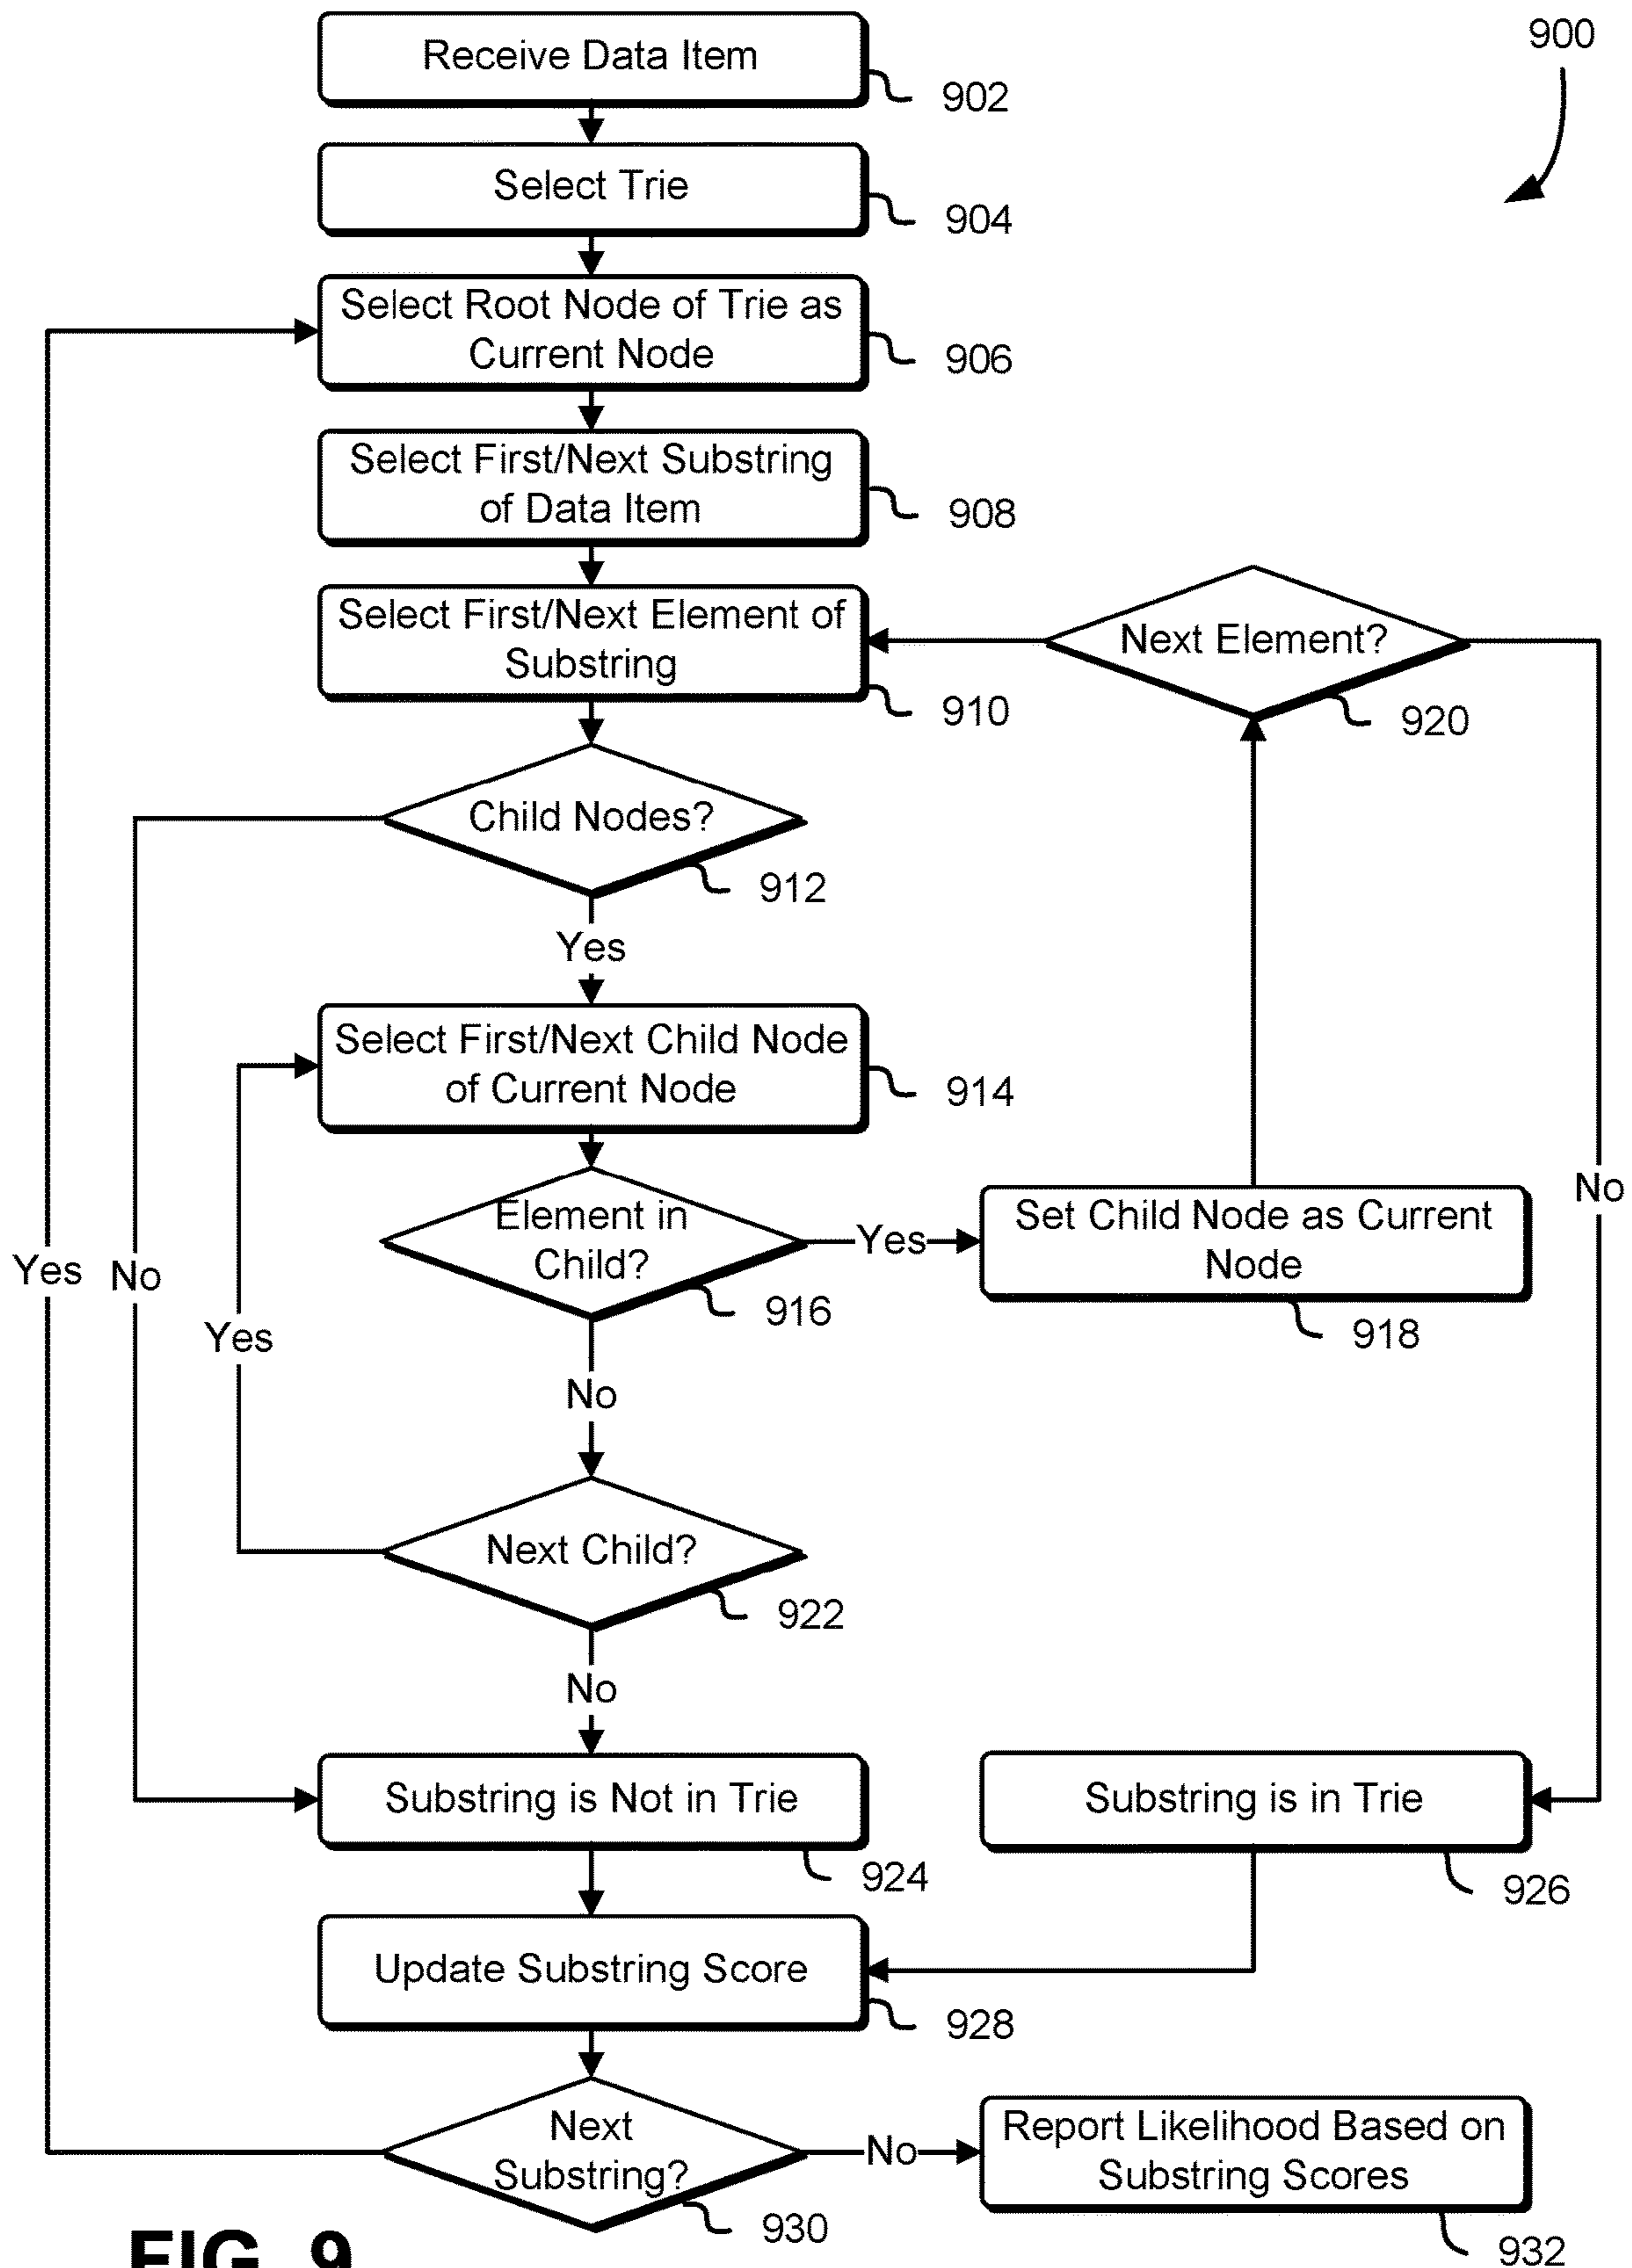 900
Receive Data Item
902
Select Trie
904
Select Root Node of Trie as
Current Node
906
Select First/Next Substring
of Data Item
908
Select First/Next Element of
Substring
910
Next Element?
920
Child Nodes?
912
Yes
Select First/Next Child Node
of Current Node
914
Element in
Child?
916
Yes
Set Child Node as Current
Node
918
No
Yes
No
Yes
No
Next Child?
922
No
Substring is Not in Trie
924
Substring is in Trie
926
Update Substring Score
928
Next
Substring?
930
No
Report Likelihood Based on
Substring Scores
932
FIG. 9